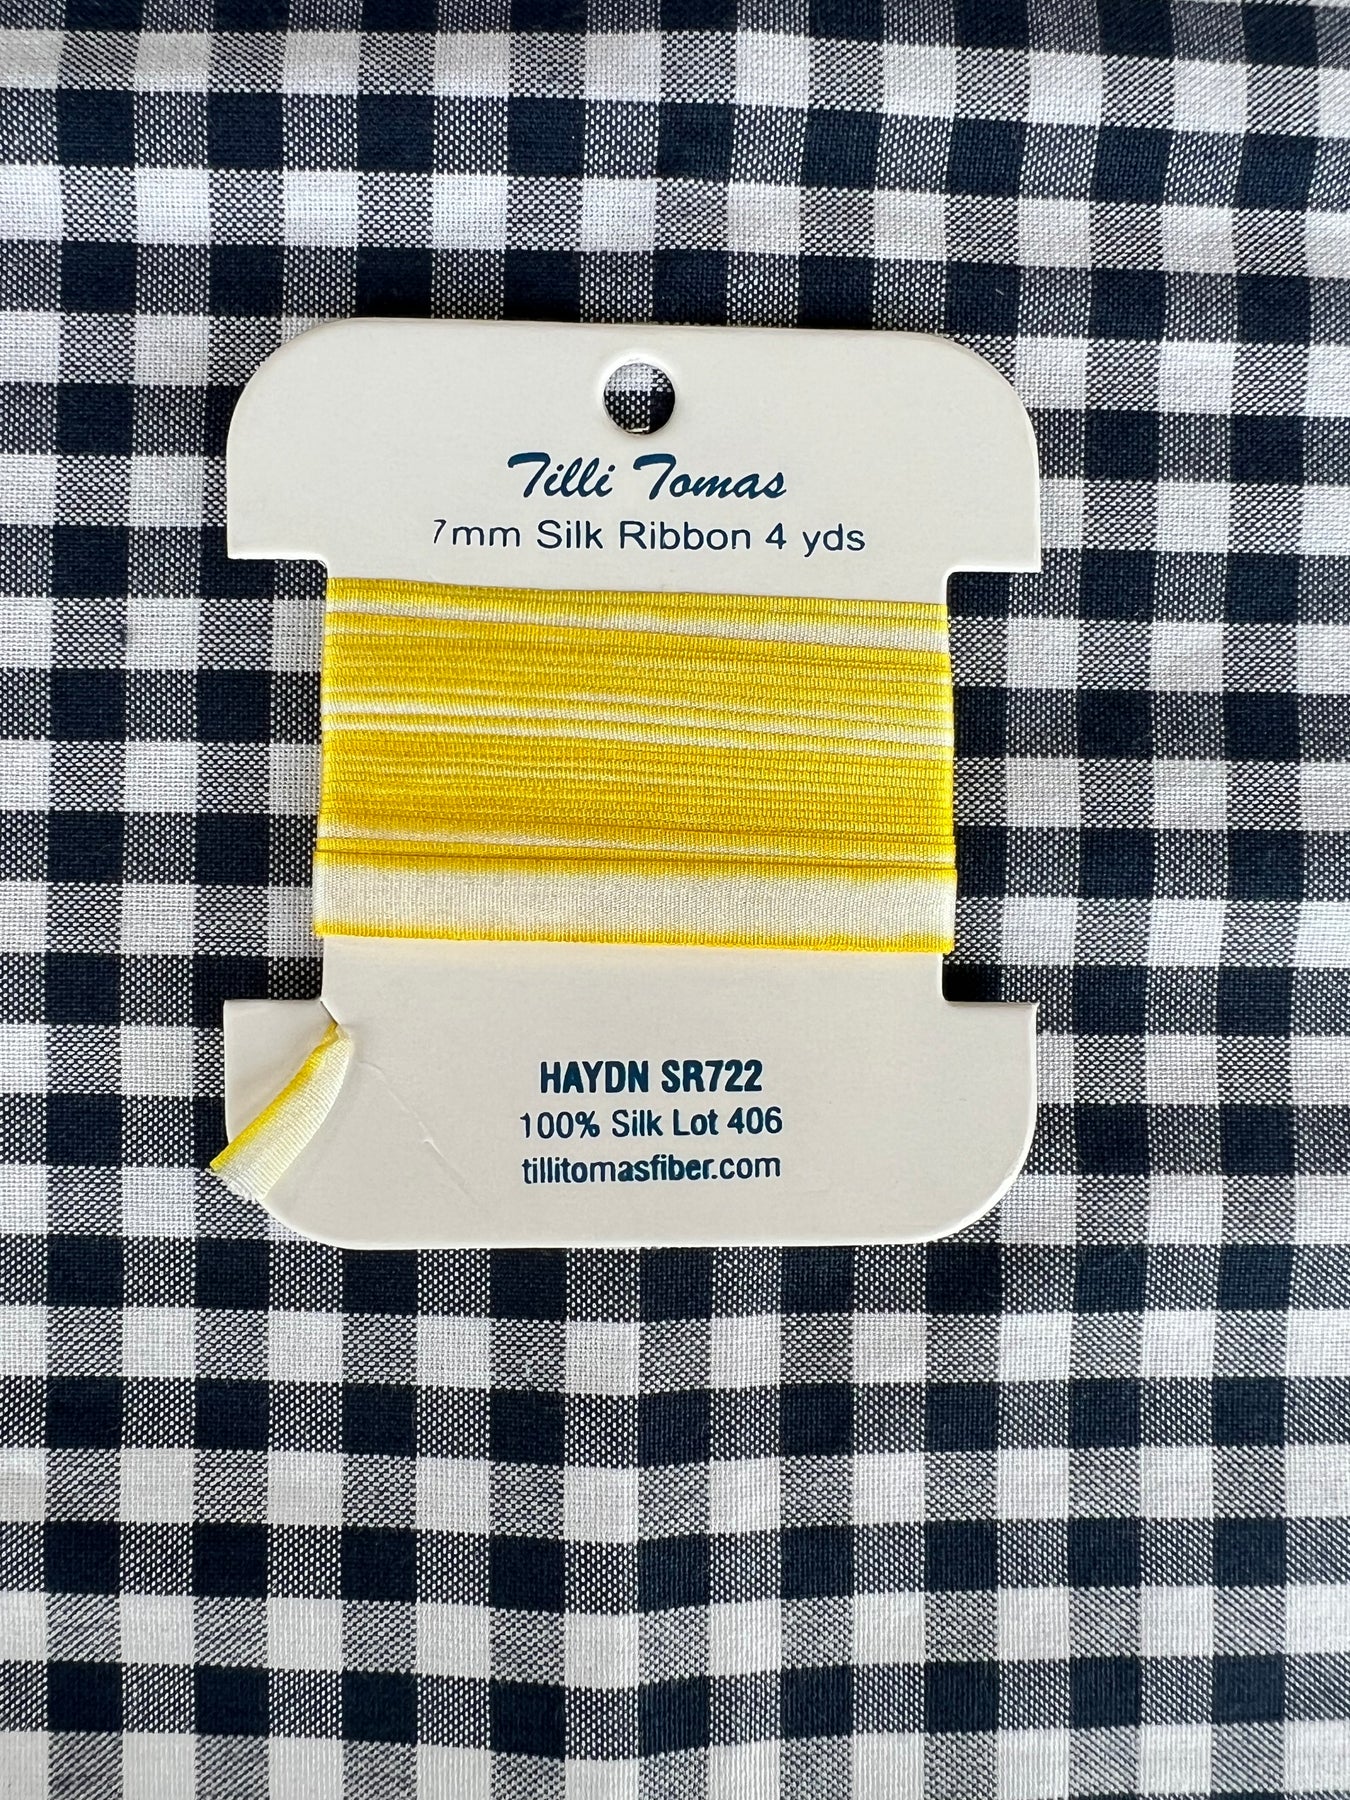 Tilli Tomas
7mm Silk Ribbon 4 yds
HAYDN SR722
100% Silk Lot 406
tillitomasfiber.com